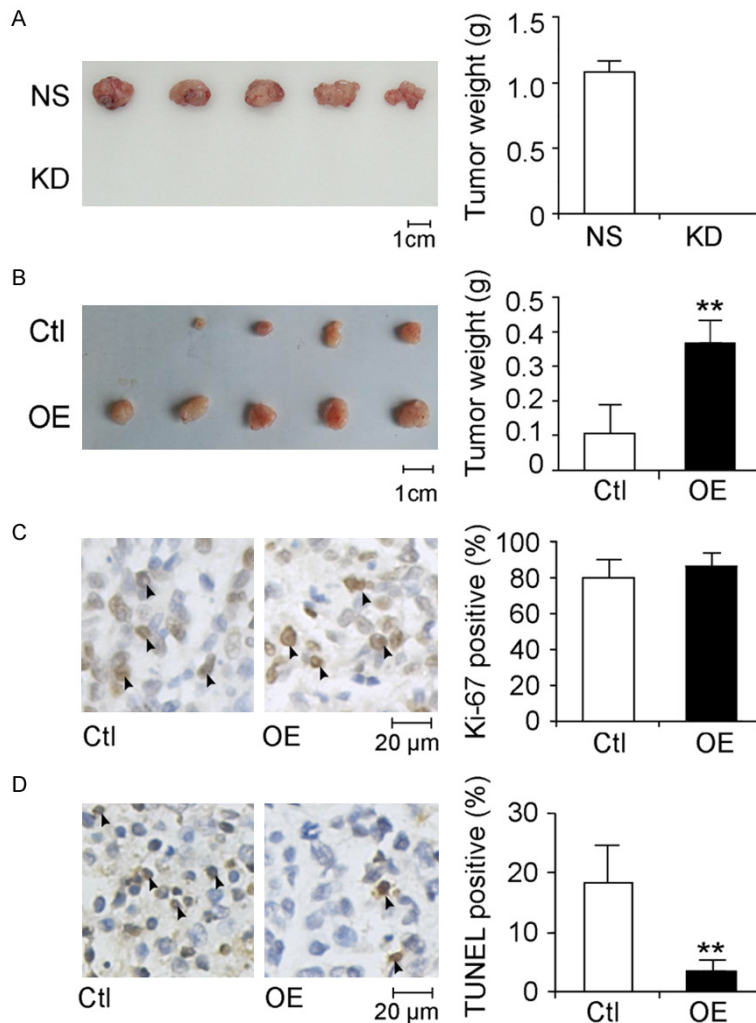 A
NS
KD
1cm
Tumor weight (g)
1.5
1.0
0.5
0
NS KD
B
Ctl
OE
1cm
Tumor weight (g)
0.5
0.4
0.3
0.2
0.1
0
**
Ctl OE
C
Ctl OE 20 µm
Ki-67 positive (%)
100
80
60
40
20
0
Ctl OE
D
Ctl OE 20 µm
TUNEL positive (%)
30
20
10
0
**
Ctl OE